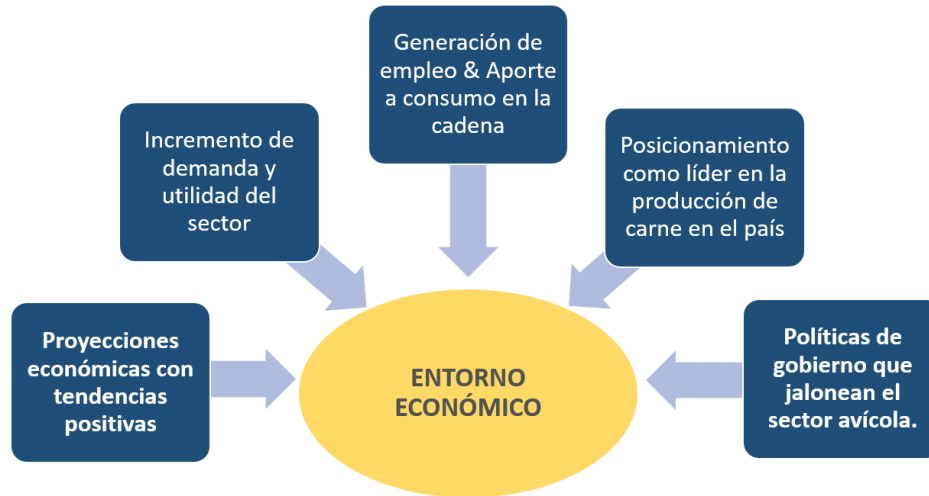 Generación de
empleo & Aporte
a consumo en la
cadena
Incremento de
demanda y
utilidad del
sector
Posicionamiento
como líder en la
producción de
carne en el país
Proyecciones
económicas con
tendencias
positivas
ENTORNO
ECONÓMICO
Políticas de
gobierno que
jalonean el
sector avícola.